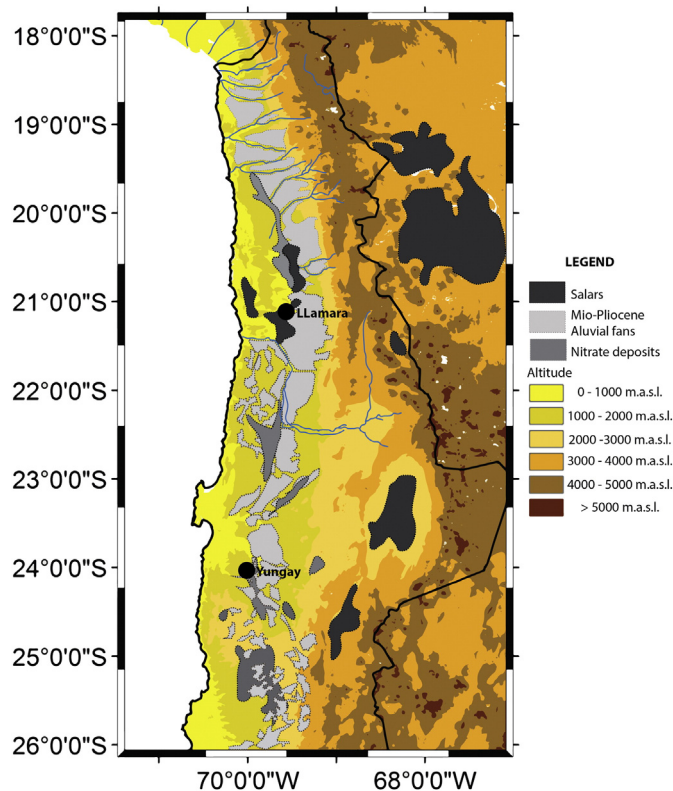 18°0'0"S
19°0'0"S
20°0'0"S
21°0'0"S
22°0'0"S
23°0'0"S
24°0'0"S
25°0'0"S
26°0'0"S
70°0'0"W
68°0'0"W
LLamara
Yungay
LEGEND
Salars
Mio-Pliocene
Aluvial fans
Nitrate deposits
Altitude
0 - 1000 m.a.s.l.
1000 - 2000 m.a.s.l.
2000 -3000 m.a.s.l.
3000 - 4000 m.a.s.l.
4000 - 5000 m.a.s.l.
> 5000 m.a.s.l.